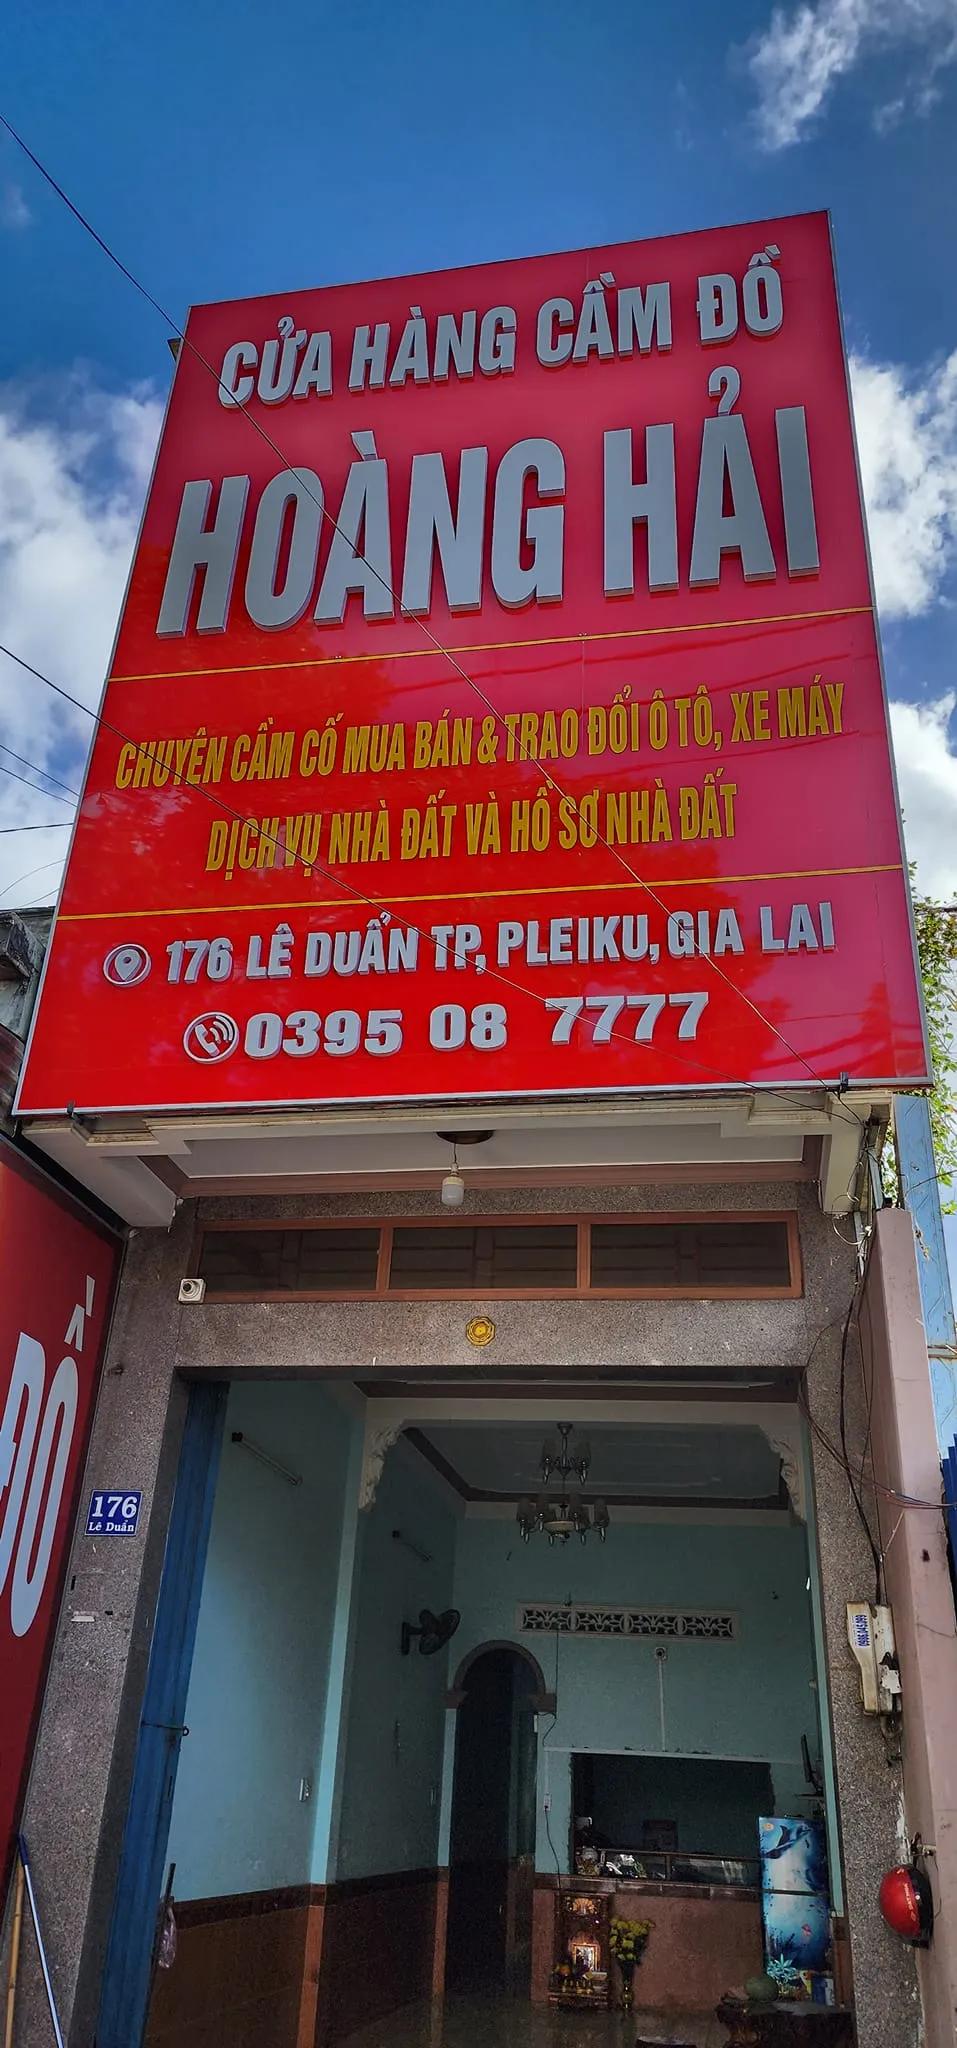 CỬA HÀNG CẦM ĐỒ
HOÀNG HẢI
CHUYÊN CẦM CỐ MUA BÁN & TRAO ĐỔI Ô TÔ, XE MÁY
DỊCH VỤ NHÀ ĐẤT VÀ HỒ SƠ NHÀ ĐẤT
176 LÊ DUẨN TP, PLEIKU, GIA LAI
0395 08 7777
ĐỐ
176
Lê Duẩn